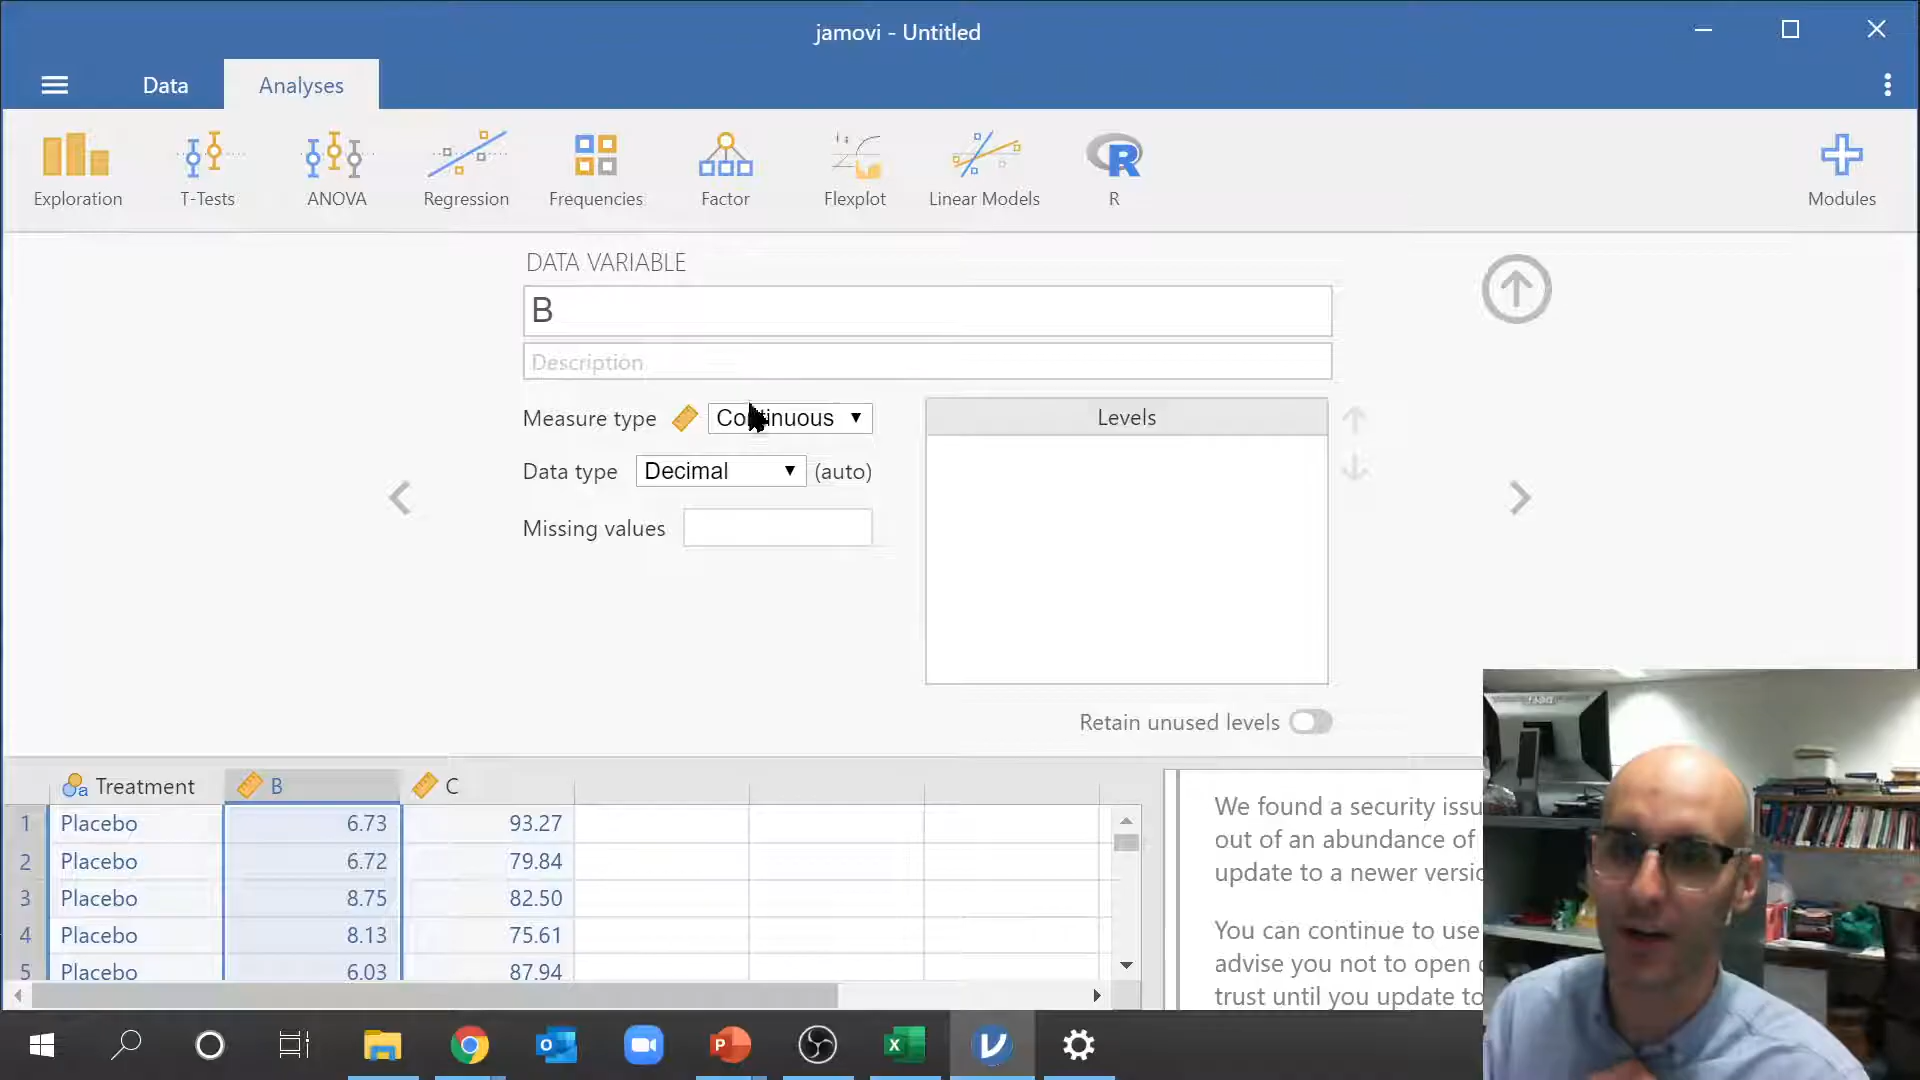 jamovi - Untitled
Data
Analyses
Exploration
T-Tests
ANOVA
Regression
Frequencies
Factor
Flexplot
Linear Models
R
Modules
DATA VARIABLE
B
Description
Measure type
Continuous
Levels
Data type
Decimal
(auto)
Missing values
Retain unused levels
Treatment B C
1 Placebo 6.73 93.27
2 Placebo 6.72 79.84
3 Placebo 8.75 82.50
4 Placebo 8.13 75.61
5 Placebo 6.03 87.94
We found a security
out of an abundance of
update to a newer
You can continue to use
advise you not to open
trust until you update to